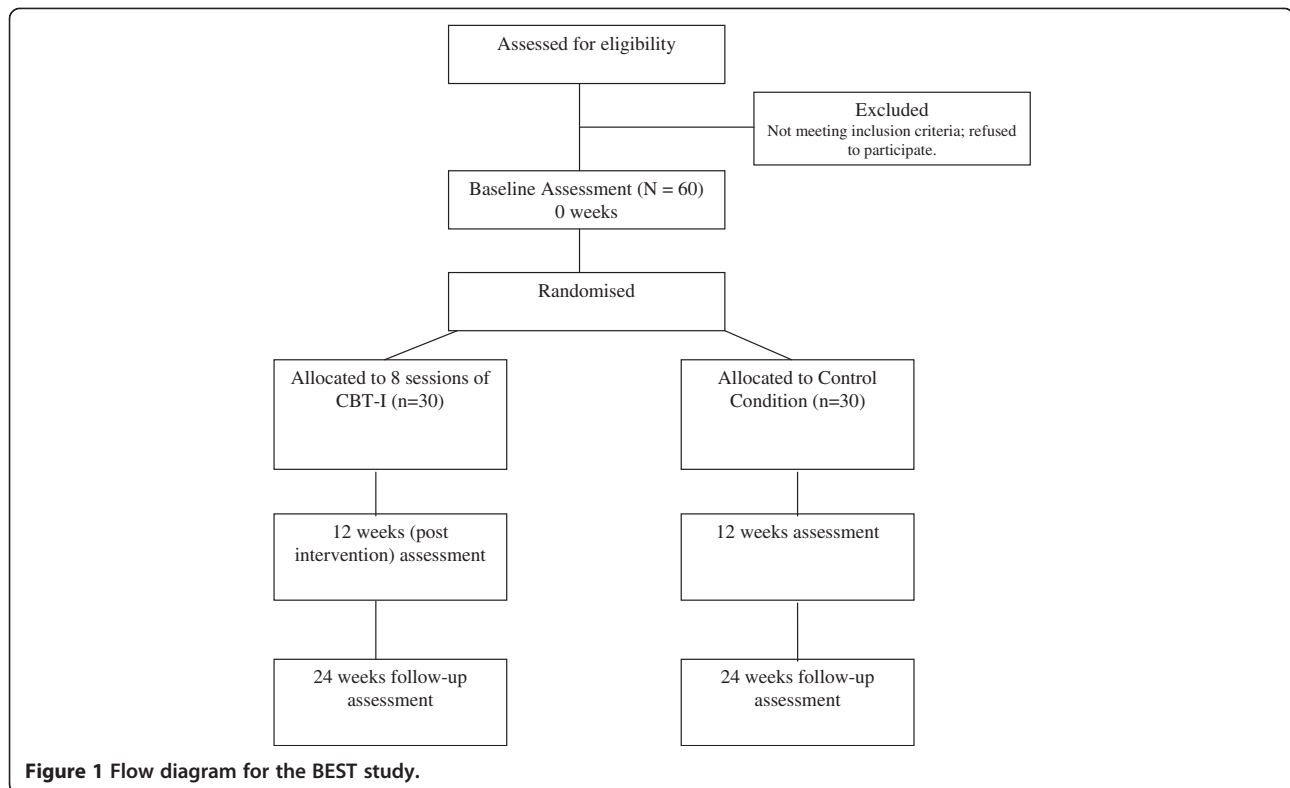 Assessed for eligibility
Excluded
Not meeting inclusion criteria; refused
to participate.
Baseline Assessment (N = 60)
0 weeks
Randomised
Allocated to 8 sessions of
CBT-I (n=30)
Allocated to Control
Condition (n=30)
12 weeks (post
intervention) assessment
12 weeks assessment
24 weeks follow-up
assessment
24 weeks follow-up
assessment
Figure 1 Flow diagram for the BEST study.